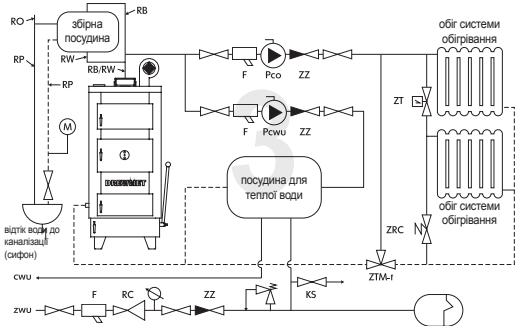 RB
RO
збірна
посудина
RP
RW
RB/RW
RP
M
F
Pco
ZZ
F
Pcwu
ZZ
3
обіг системи
обігрівання
ZT
посудина для
теплої води
обіг системи
обігрівання
відтік води до
каналізації
(сифон)
ZRC
ZTM-r
cwu
zwu
F
RC
ZZ
KS